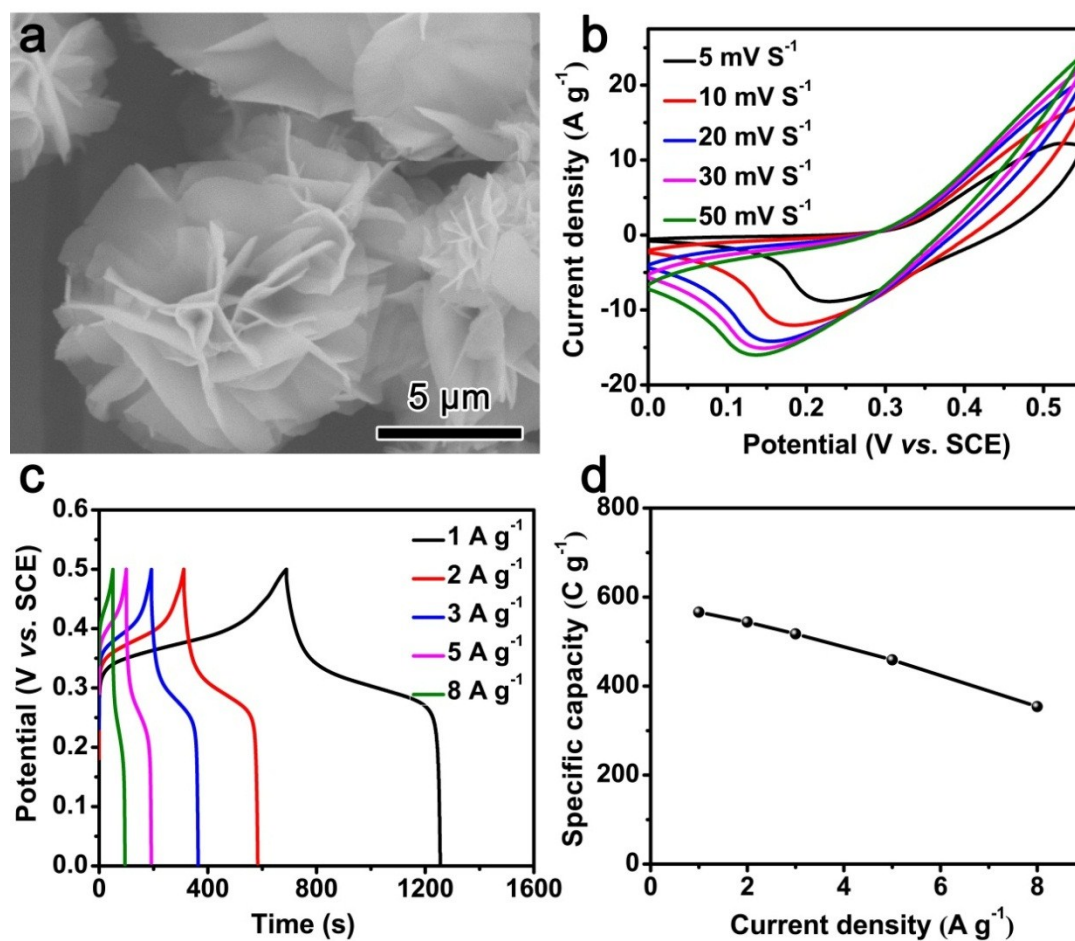 a
5 μm
b
5 mV S⁻¹
10 mV S⁻¹
20 mV S⁻¹
30 mV S⁻¹
50 mV S⁻¹
20
10
0
-10
-20
Current density (A g⁻¹)
0.0 0.1 0.2 0.3 0.4 0.5
Potential (V vs. SCE)
c
1 A g⁻¹
2 A g⁻¹
3 A g⁻¹
5 A g⁻¹
8 A g⁻¹
0.6
0.5
0.4
0.3
0.2
0.1
0.0
Potential (V vs. SCE)
0 400 800 1200 1600
Time (s)
d
800
600
400
200
0
Specific capacity (C g⁻¹)
0 2 4 6 8
Current density (A g⁻¹)